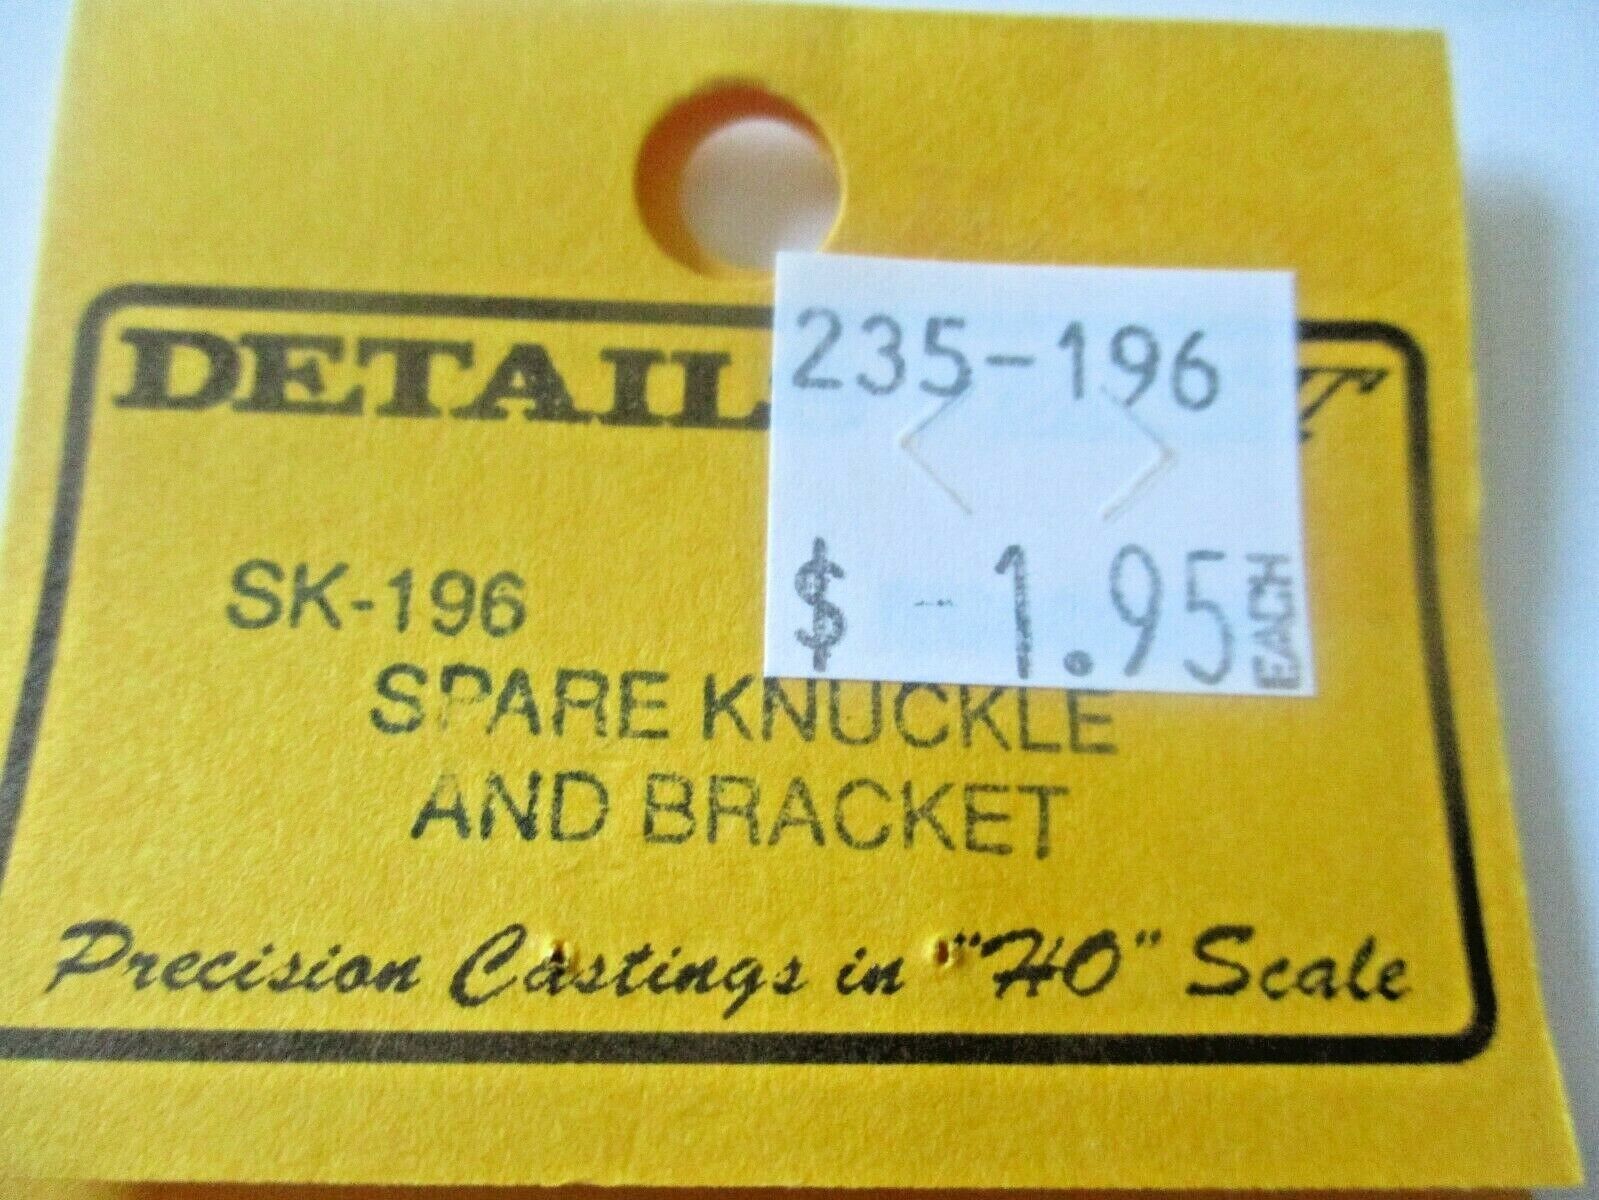 DETAIL
235-196
$ -1.95 EACH
SK-196
SPARE KNUCKLE
AND BRACKET
Precision Castings in "HO" Scale